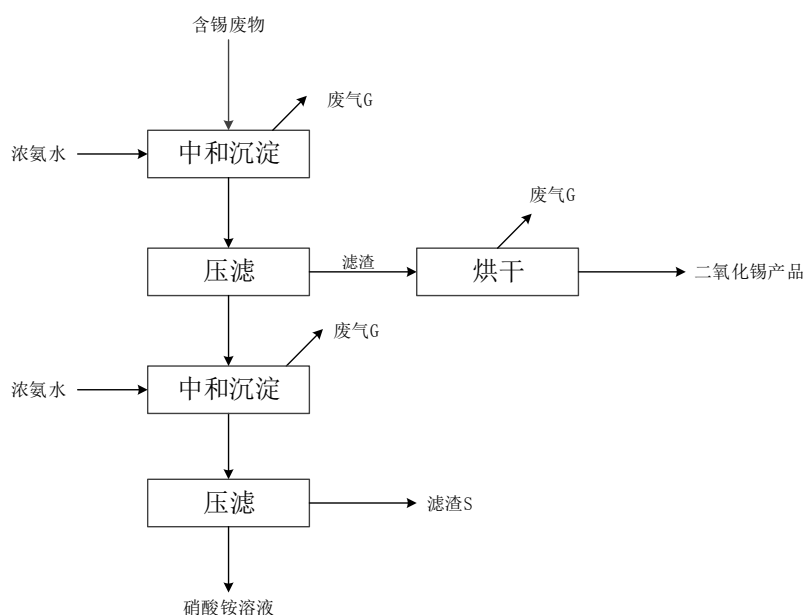 含锡废物
废气G
浓氨水
中和沉淀
废气G
压滤
滤渣
烘干
二氧化锡产品
废气G
浓氨水
中和沉淀
压滤
滤渣S
硝酸铵溶液